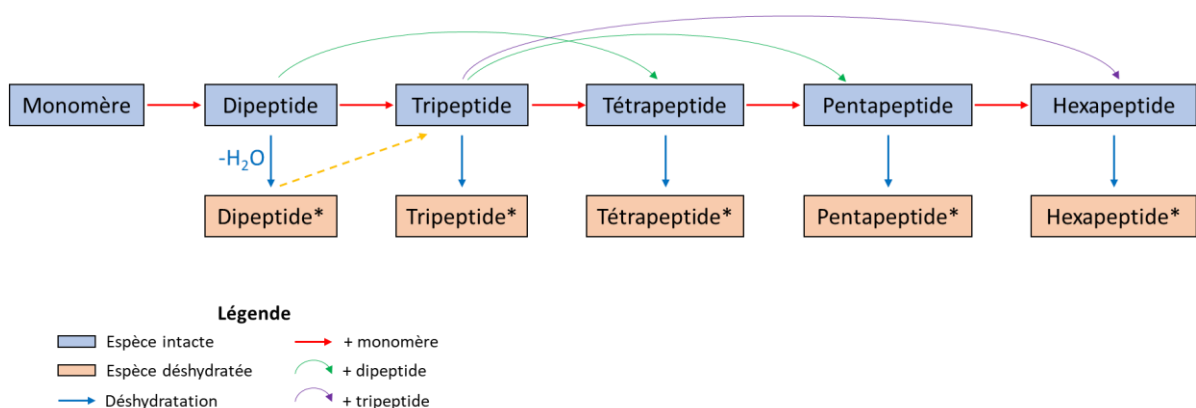 Monomère
Dipeptide
Tripeptide
Tétrapeptide
Pentapeptide
Hexapeptide
-H₂O
Dipeptide*
Tripeptide*
Tétrapeptide*
Pentapeptide*
Hexapeptide*
Légende
Espèce intacte
+ monomère
Espèce déshydratée
+ dipeptide
Déshydratation
+ tripeptide